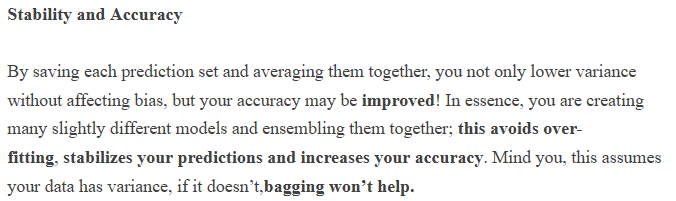 Stability and Accuracy
By saving each prediction set and averaging them together, you not only lower variance
without affecting bias, but your accuracy may be improved! In essence, you are creating
many slightly different models and ensembling them together; this avoids over-
fitting, stabilizes your predictions and increases your accuracy. Mind you, this assumes
your data has variance, if it doesn’t,bagging won’t help.